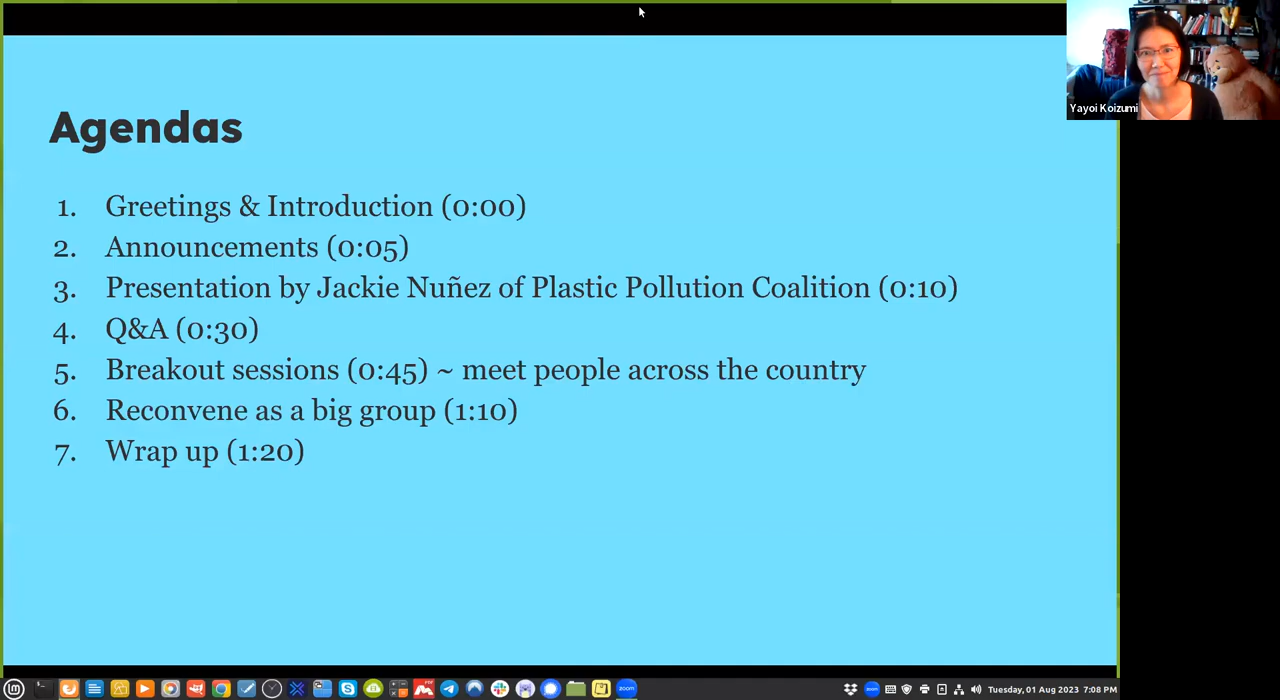 Yayoi Koizumi
Agendas
1. Greetings & Introduction (0:00)
2. Announcements (0:05)
3. Presentation by Jackie Nuñez of Plastic Pollution Coalition (0:10)
4. Q&A (0:30)
5. Breakout sessions (0:45) ~ meet people across the country
6. Reconvene as a big group (1:10)
7. Wrap up (1:20)
zoom
Tuesday, 01 Aug 2023 7:08 PM